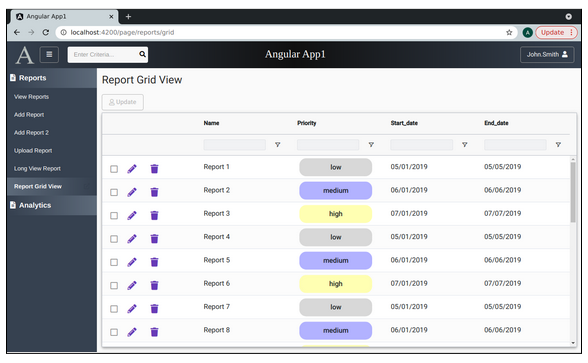 Angular App1
localhost:4200/page/reports/grid
A
Update
A
Enter Criteria...
Angular App1
John.Smith
Reports
View Reports
Add Report
Add Report 2
Upload Report
Long View Report
Report Grid View
Analytics
Report Grid View
Update
Name Priority Start_date End_date
Report 1 low 05/01/2019 05/05/2019
Report 2 medium 06/01/2019 06/06/2019
Report 3 high 07/01/2019 07/07/2019
Report 4 low 05/01/2019 05/05/2019
Report 5 medium 06/01/2019 06/06/2019
Report 6 high 07/01/2019 07/07/2019
Report 7 low 05/01/2019 05/05/2019
Report 8 medium 06/01/2019 06/06/2019